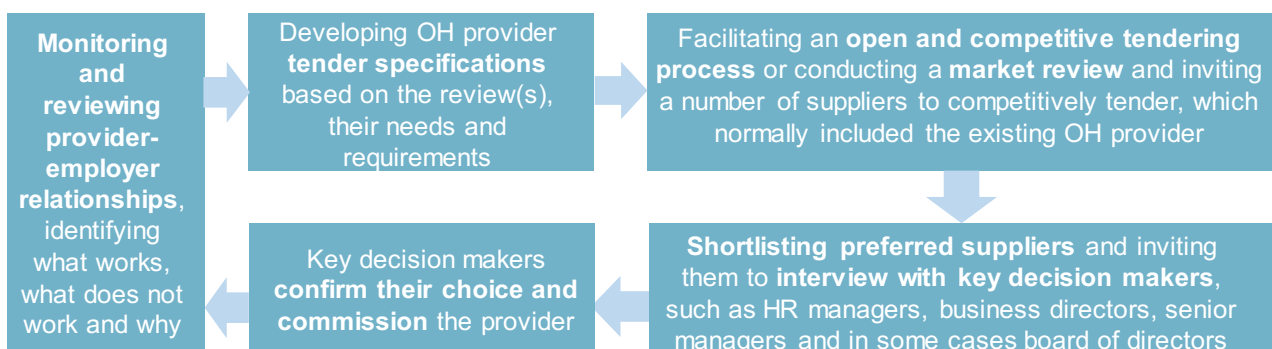 Monitoring
and
reviewing
provider-
employer
relationships,
identifying
what works,
what does not
work and why
Developing OH provider
tender specifications
based on the review(s),
their needs and
requirements
Facilitating an open and competitive tendering
process or conducting a market review and inviting
a number of suppliers to competitively tender, which
normally included the existing OH provider
Shortlisting preferred suppliers and inviting
them to interview with key decision makers,
such as HR managers, business directors, senior
managers and in some cases board of directors
Key decision makers
confirm their choice and
commission the provider